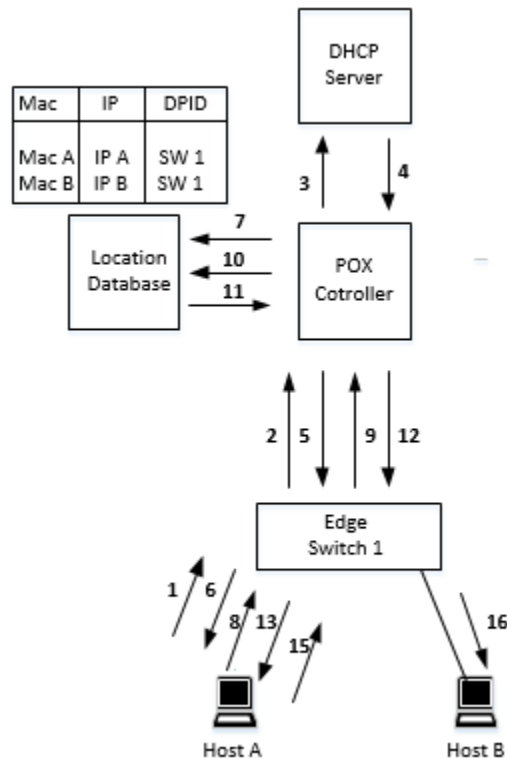 DHCP
Server
Mac IP DPID
Mac A IP A SW 1
Mac B IP B SW 1
3 4
7
Location
Database
10
11
POX
Cotroller
2 5 9 12
Edge
Switch 1
1 6 8 13 15 16
Host A Host B